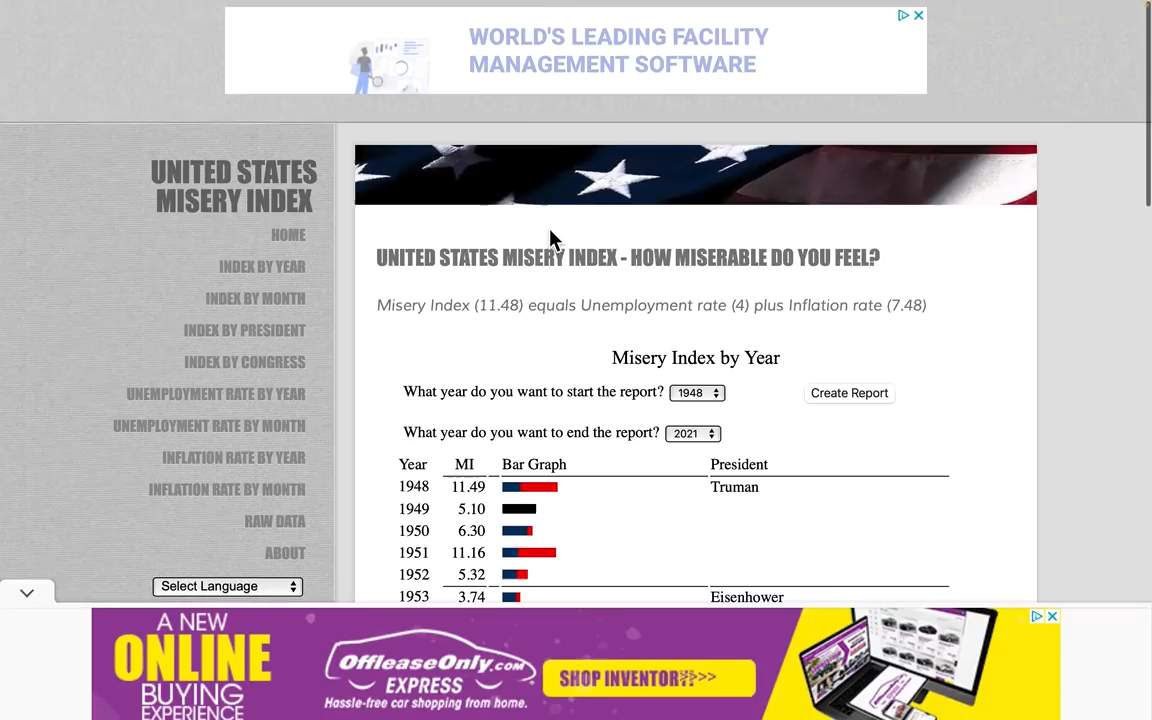 WORLD'S LEADING FACILITY
MANAGEMENT SOFTWARE
UNITED STATES
MISERY INDEX
HOME
INDEX BY YEAR
INDEX BY MONTH
INDEX BY PRESIDENT
INDEX BY CONGRESS
UNEMPLOYMENT RATE BY YEAR
UNEMPLOYMENT RATE BY MONTH
INFLATION RATE BY YEAR
INFLATION RATE BY MONTH
RAW DATA
ABOUT
Select Language
UNITED STATES MISERY INDEX - HOW MISERABLE DO YOU FEEL?
Misery Index (11.48) equals Unemployment rate (4) plus Inflation rate (7.48)
Misery Index by Year
What year do you want to start the report? 1948 Create Report
What year do you want to end the report? 2021
Year MI Bar Graph President
1948 11.49 Truman
1949 5.10
1950 6.30
1951 11.16
1952 5.32
1953 3.74 Eisenhower
A NEW
ONLINE
BUYING
EXPERIENCE
OffleaseOnly.com
EXPRESS
Hassle-free car shopping from home.
SHOP INVENTORY >>>